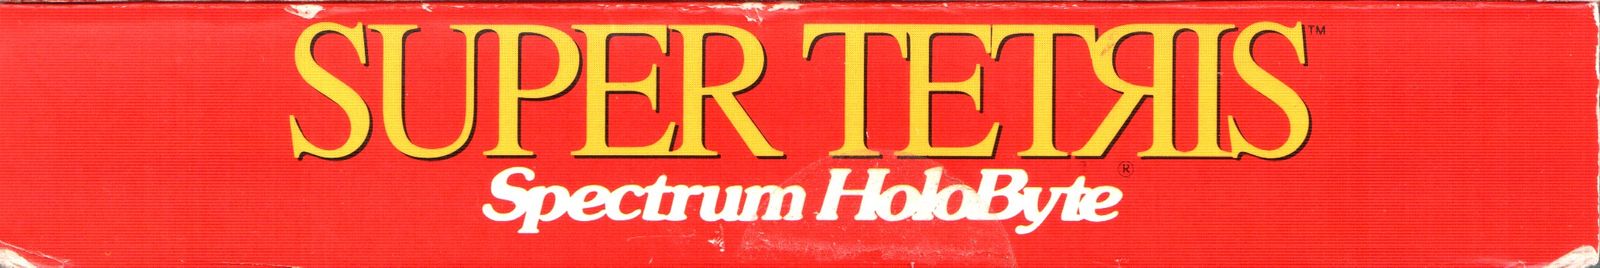 SUPER TETЯIS™
Spectrum HoloByte®